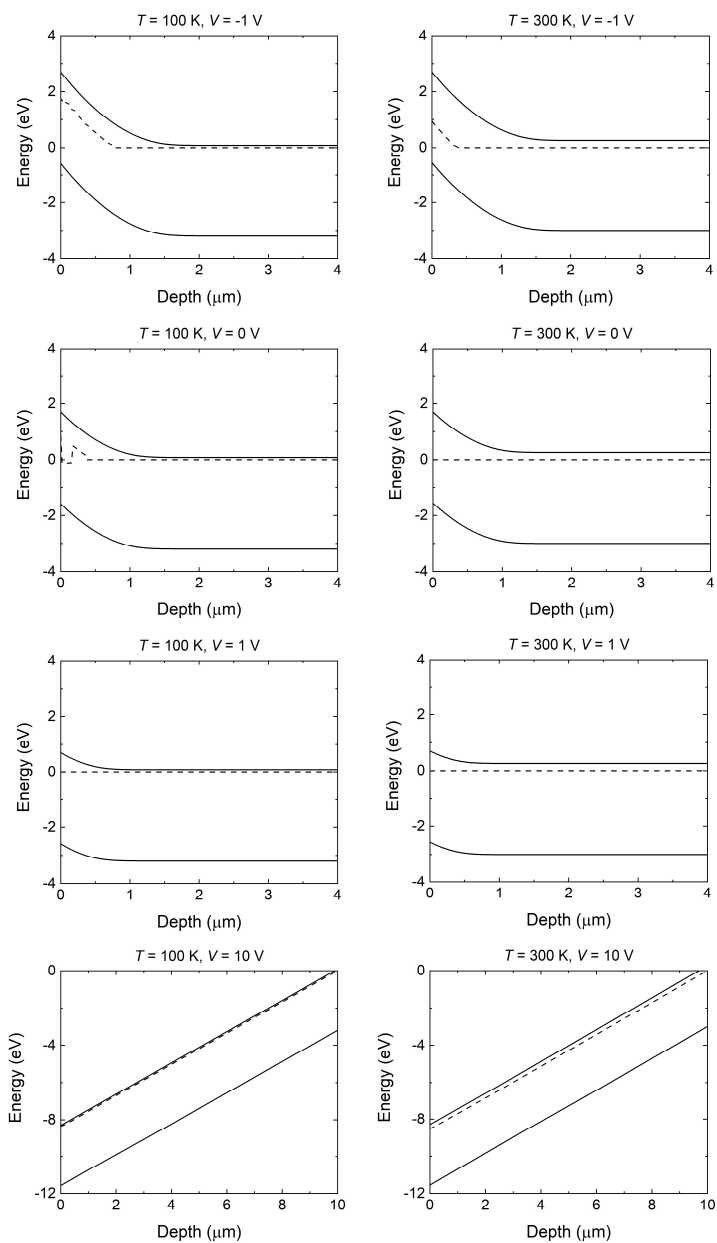 T = 100 K, V = -1 V
4
2
0
-2
-4
Energy (eV)
0 1 2 3 4
Depth (μm)
T = 300 K, V = -1 V
4
2
0
-2
-4
Energy (eV)
0 1 2 3 4
Depth (μm)
T = 100 K, V = 0 V
4
2
0
-2
-4
Energy (eV)
0 1 2 3 4
Depth (μm)
T = 300 K, V = 0 V
4
2
0
-2
-4
Energy (eV)
0 1 2 3 4
Depth (μm)
T = 100 K, V = 1 V
4
2
0
-2
-4
Energy (eV)
0 1 2 3 4
Depth (μm)
T = 300 K, V = 1 V
4
2
0
-2
-4
Energy (eV)
0 1 2 3 4
Depth (μm)
T = 100 K, V = 10 V
0
-4
-8
-12
Energy (eV)
0 2 4 6 8 10
Depth (μm)
T = 300 K, V = 10 V
0
-4
-8
-12
Energy (eV)
0 2 4 6 8 10
Depth (μm)